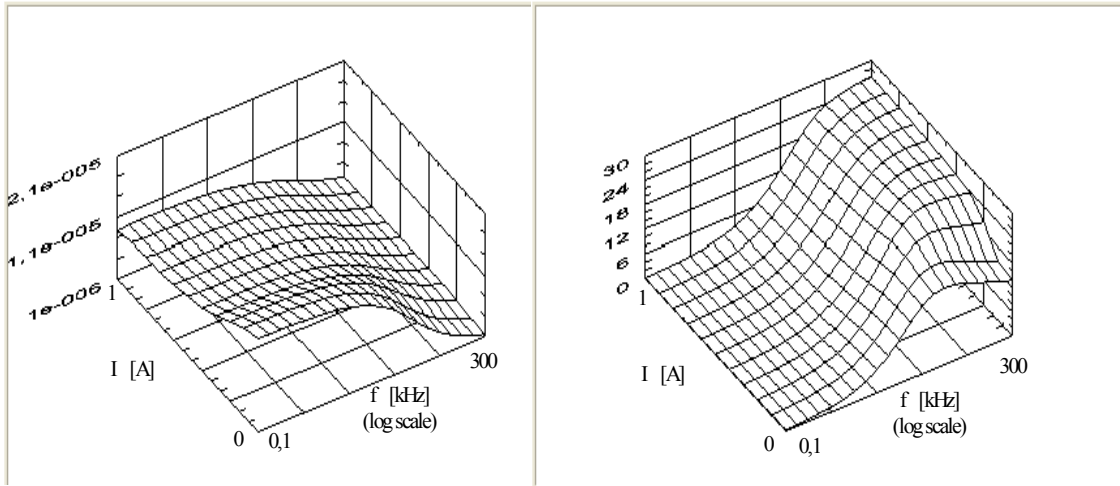 2,1e-005
1,1e-005
1e-006
1
I [A]
0
0,1
f [kHz]
(log scale)
300
30
24
18
12
6
0
1
I [A]
0
0,1
f [kHz]
(log scale)
300